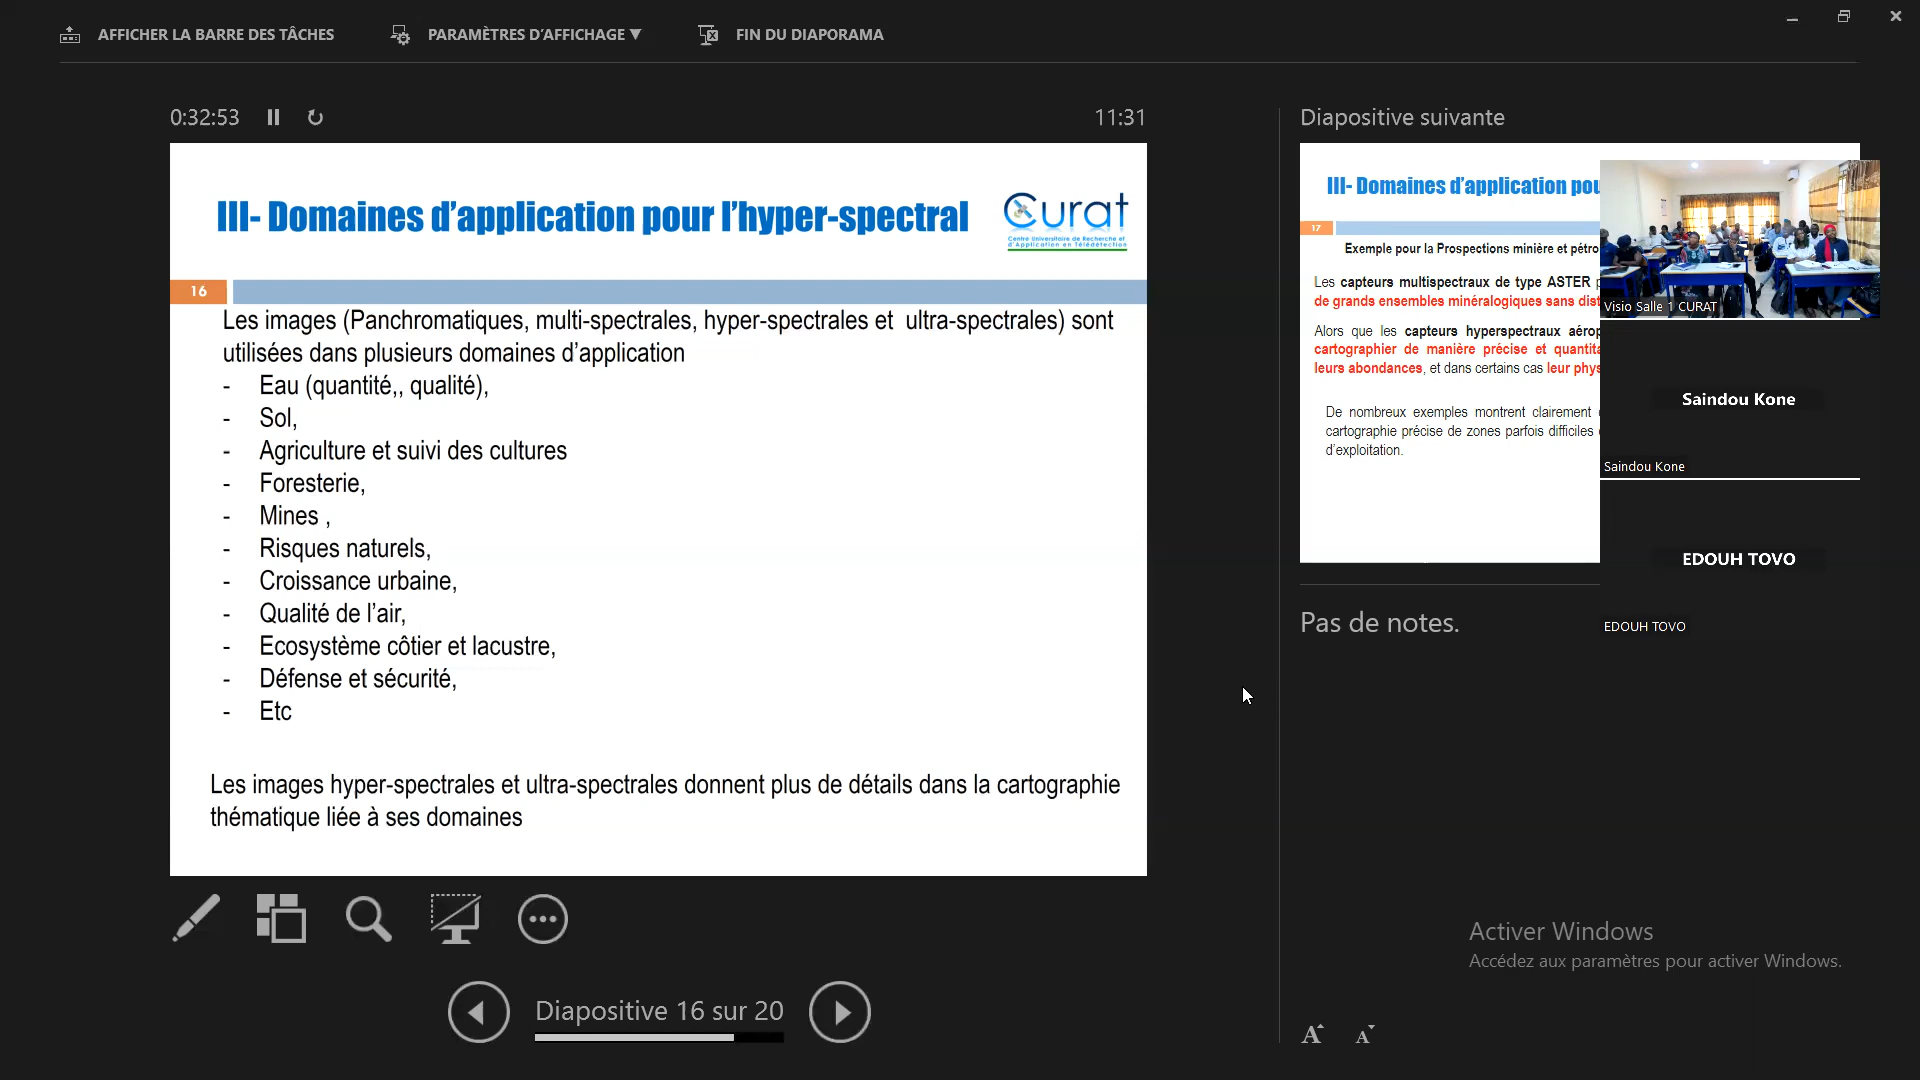 AFFICHER LA BARRE DES TÂCHES
PARAMÈTRES D'AFFICHAGE ▼
FIN DU DIAPORAMA
0:32:53
11:31
III- Domaines d'application pour l'hyper-spectral
Curat
Centre Universitaire de Recherche et
d'Application en Télédétection
16
Les images (Panchromatiques, multi-spectrales, hyper-spectrales et ultra-spectrales) sont
utilisées dans plusieurs domaines d'application
- Eau (quantité,, qualité),
- Sol,
- Agriculture et suivi des cultures
- Foresterie,
- Mines ,
- Risques naturels,
- Croissance urbaine,
- Qualité de l'air,
- Ecosystème côtier et lacustre,
- Défense et sécurité,
- Etc
Les images hyper-spectrales et ultra-spectrales donnent plus de détails dans la cartographie
thématique liée à ses domaines
Diapositive 16 sur 20
Diapositive suivante
III- Domaines d'application pou
17
Exemple pour la Prospections minière et pétro
Les capteurs multispectraux de type ASTER
de grands ensembles minéralogiques sans
Alors que les capteurs hyperspectraux
cartographier de manière précise et
leurs abondances, et dans certains cas leur
De nombreux exemples montrent clairement
cartographie précise de zones parfois difficiles
d'exploitation.
Visio Salle 1 CURAT
Saindou Kone
Saindou Kone
EDOUH TOVO
EDOUH TOVO
Pas de notes.
Activer Windows
Accédez aux paramètres pour activer Windows.
A A